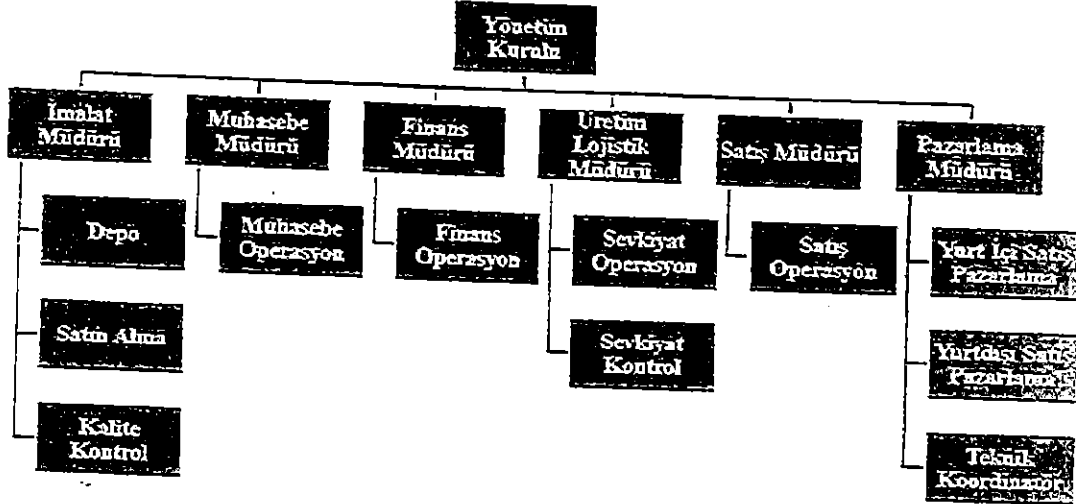 Yönetim
Kurulu
İmalat
Müdürü
Muhasebe
Müdürü
Finans
Müdürü
Üretim
Lojistik
Müdürü
Satış Müdürü
Pazarlama
Müdürü
Depo
Muhasebe
Operasyon
Finans
Operasyon
Sevkiyat
Operasyon
Satış
Operasyon
Yurt İçi Satış
Pazarlama
Satın Alma
Sevkiyat
Kontrol
Yurtdışı Satış
Pazarlama
Kalite
Kontrol
Teknik
Koordinatör